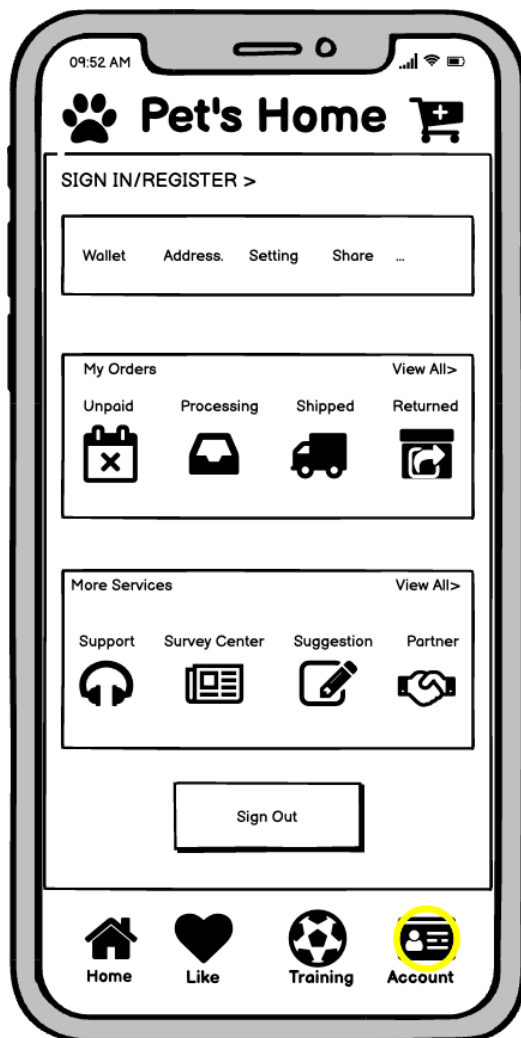 09:52 AM
Pet's Home
SIGN IN/REGISTER >
Wallet Address. Setting Share ...
My Orders View All>
Unpaid Processing Shipped Returned
More Services View All>
Support Survey Center Suggestion Partner
Sign Out
Home Like Training Account